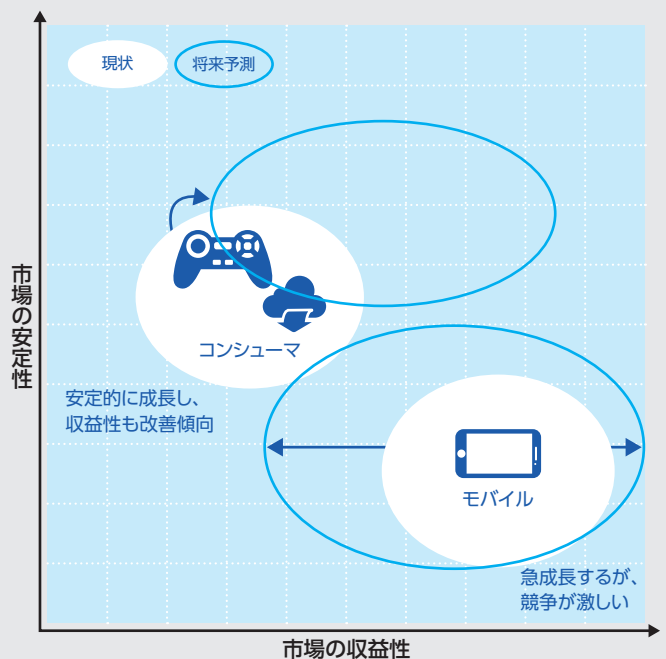 現状
将来予測
市場の安定性
コンシューマ
安定的に成長し、
収益性も改善傾向
モバイル
急成長するが、
競争が激しい
市場の収益性